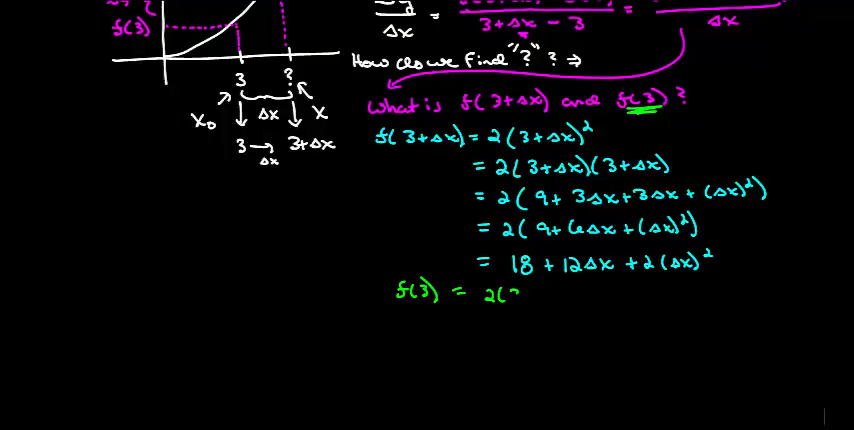 f(3)
Δx = 3+Δx - 3 = Δx
How do we find "?" ? ⇒
3 ?
Δx
x₀ x
3 → 3+Δx
Δx
What is f(3+Δx) and f(3)?
f(3+Δx) = 2(3+Δx)²
= 2(3+Δx)(3+Δx)
= 2(9+ 3Δx+3Δx + (Δx)²)
= 2(9+6Δx +(Δx)²)
= 18 + 12Δx + 2(Δx)²
f(3) = 2(